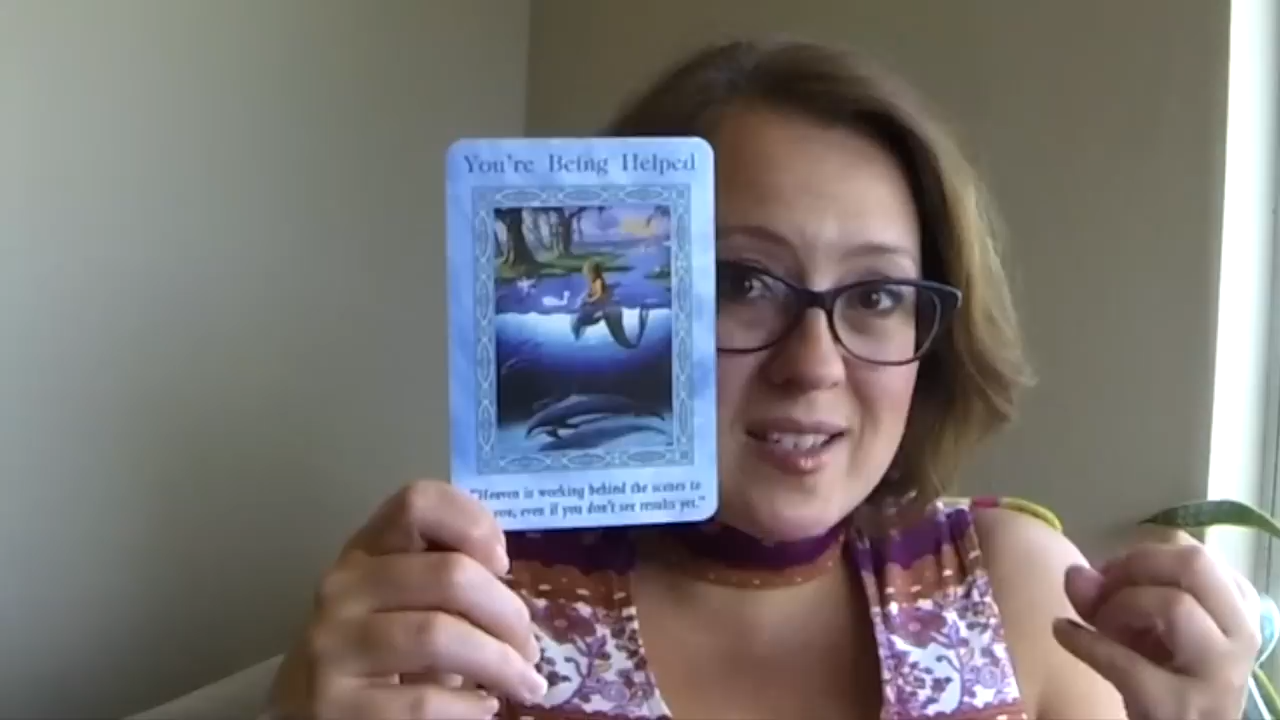 You're Being Helped
"Heaven is working behind the scenes to
you, even if you don't see results yet."